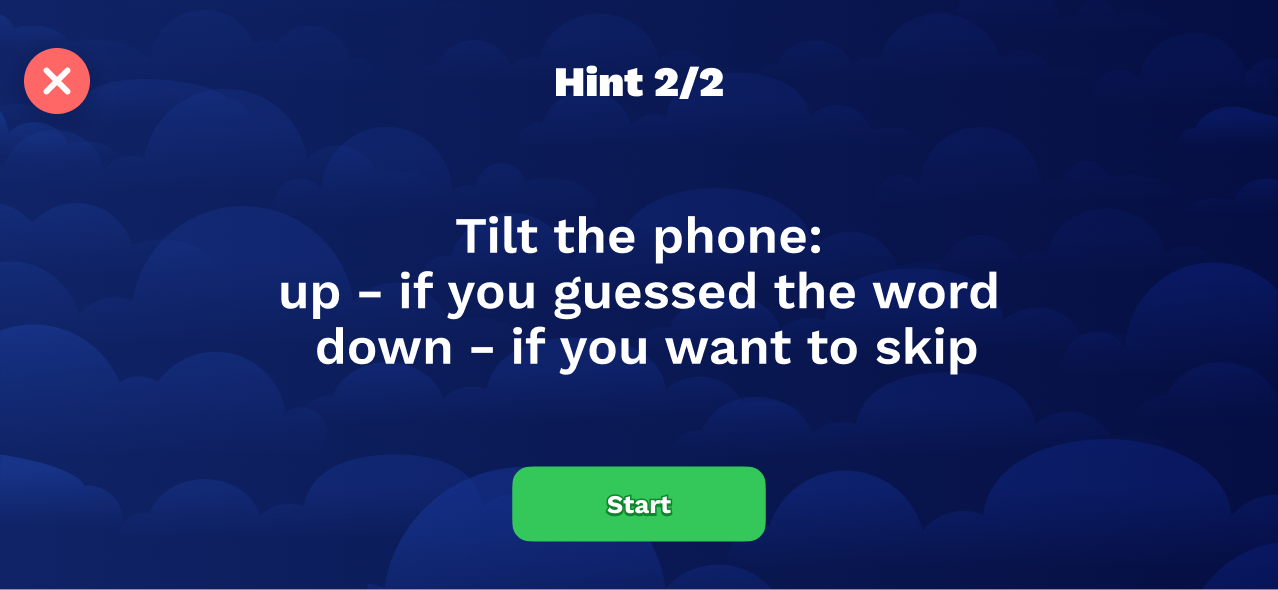 Hint 2/2
Tilt the phone:
up – if you guessed the word
down – if you want to skip
Start